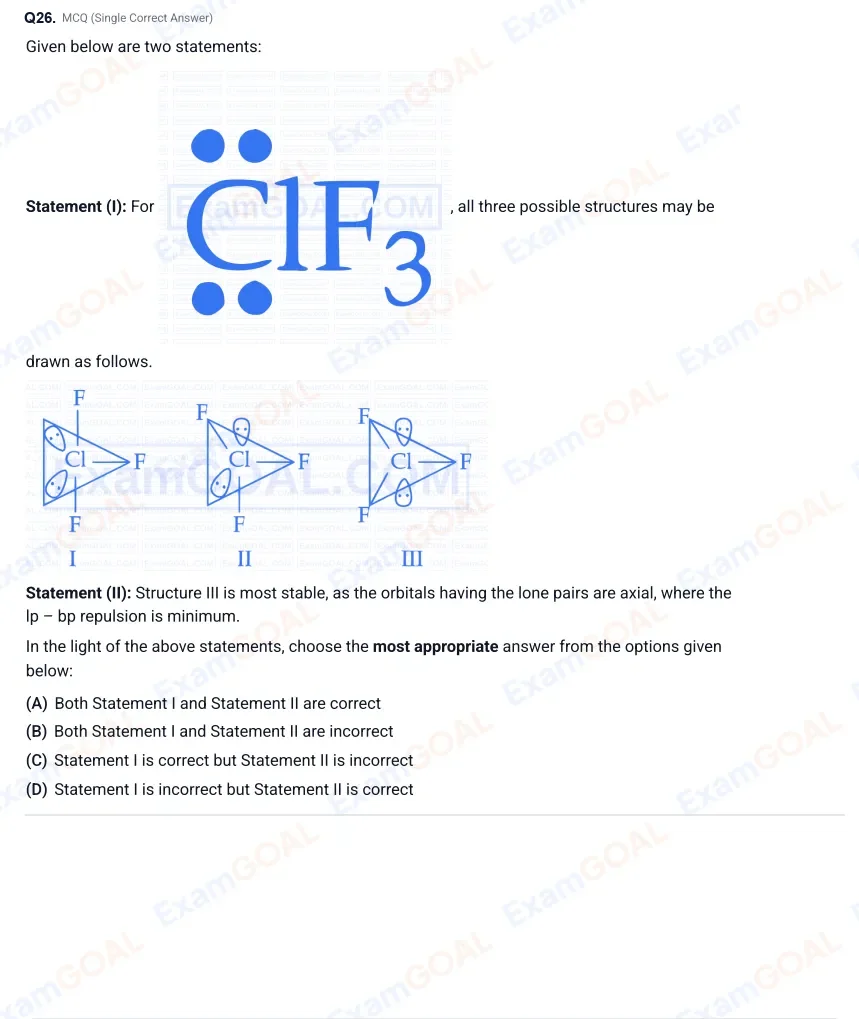 Q26. MCQ (Single Correct Answer)
Given below are two statements:
Statement (I): For ClF3, all three possible structures may be
drawn as follows.
F F F
Cl F Cl F Cl F
F F F
I II III
Statement (II): Structure III is most stable, as the orbitals having the lone pairs are axial, where the
lp – bp repulsion is minimum.
In the light of the above statements, choose the most appropriate answer from the options given
below:
(A) Both Statement I and Statement II are correct
(B) Both Statement I and Statement II are incorrect
(C) Statement I is correct but Statement II is incorrect
(D) Statement I is incorrect but Statement II is correct